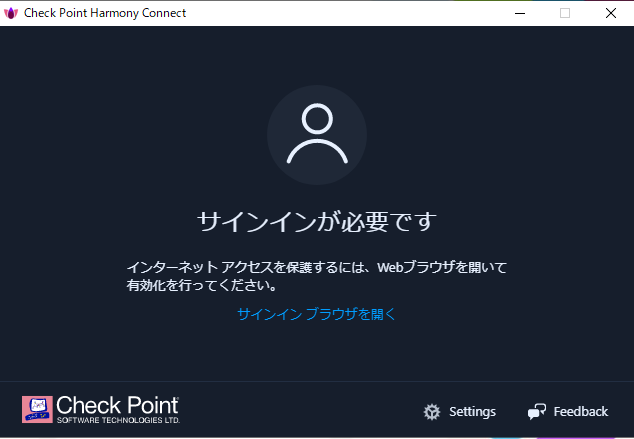 Check Point Harmony Connect
サインインが必要です
インターネット アクセスを保護するには、Webブラウザを開いて
有効化を行ってください。
サインイン ブラウザを開く
Check Point
SOFTWARE TECHNOLOGIES LTD.
Settings
Feedback